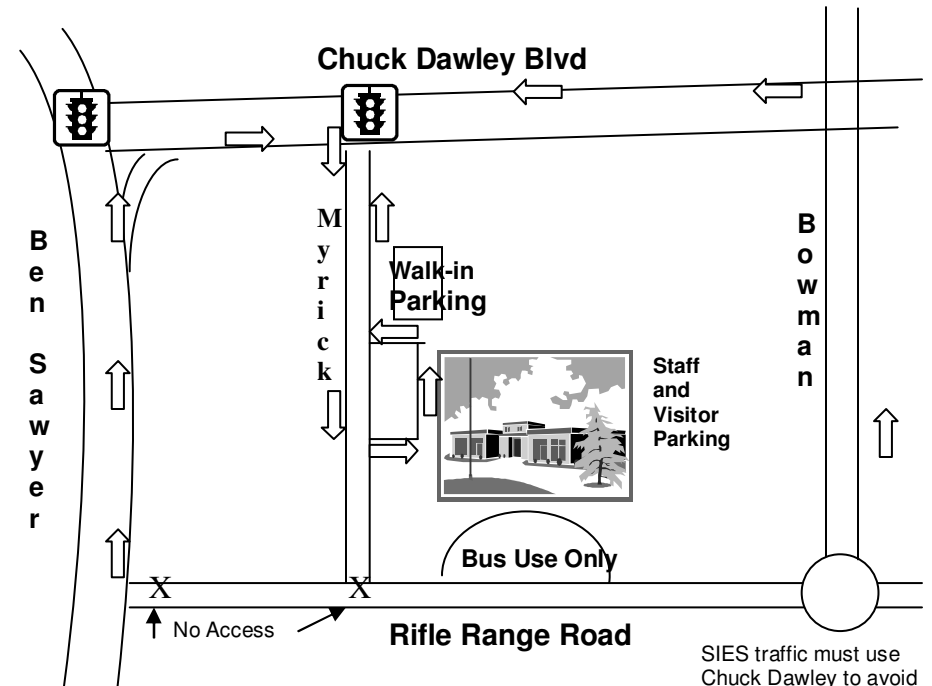 Chuck Dawley Blvd
Ben Sawyer
Myrick
Bowman
Walk-in
Parking
Staff
and
Visitor
Parking
Bus Use Only
X
X
No Access
Rifle Range Road
SIES traffic must use
Chuck Dawley to avoid